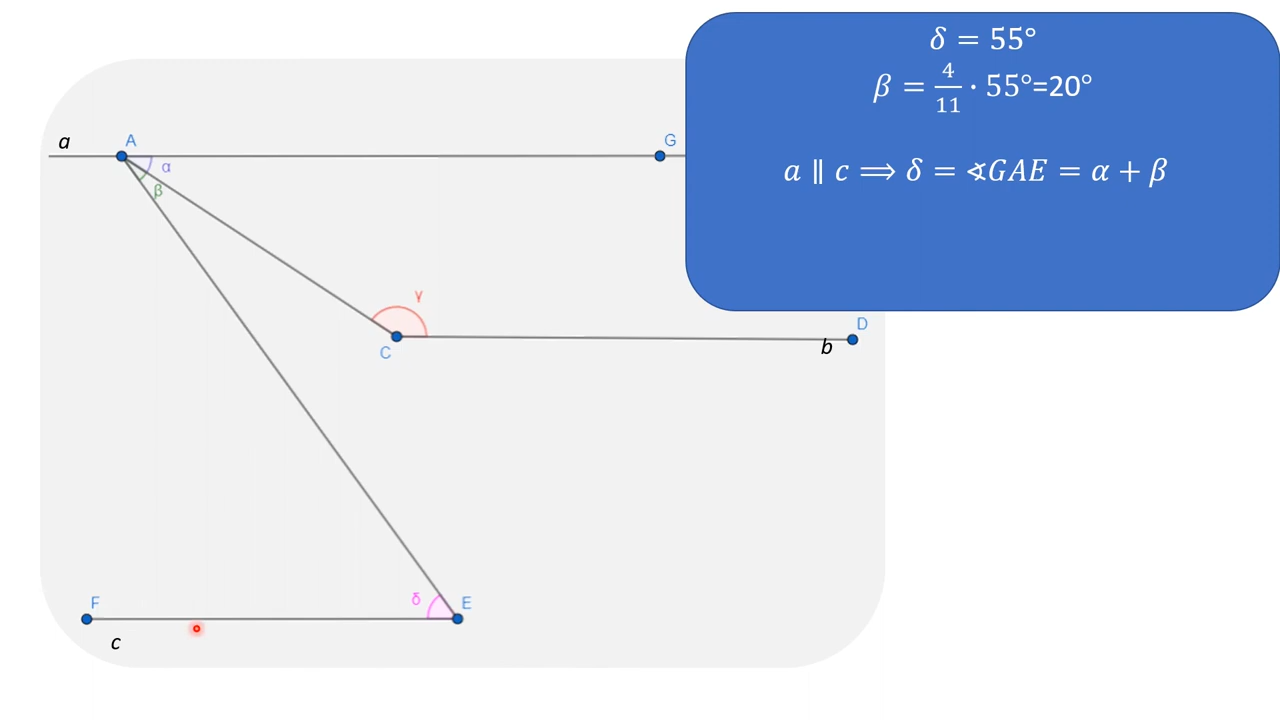 δ = 55°
β = 4/11 · 55°=20°
a ∥ c ⟹ δ = ∢GAE = α + β
a
A
G
α
β
γ
C
D
b
F
δ
E
c